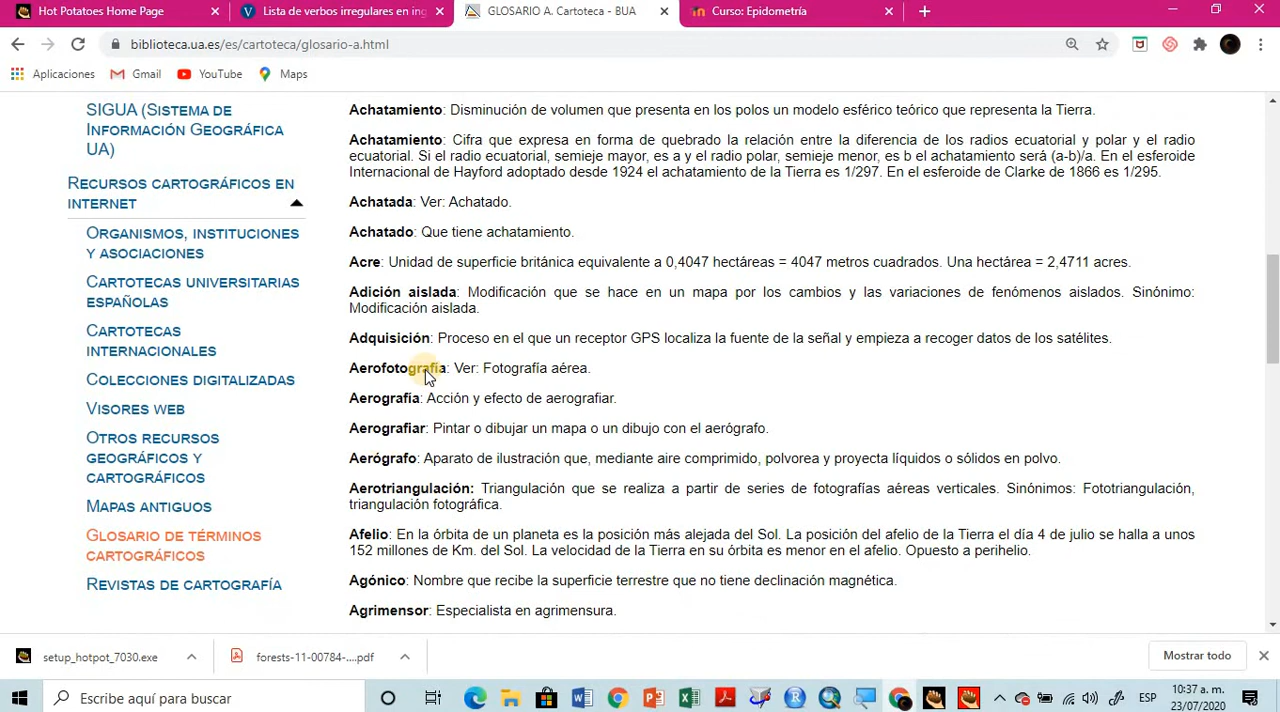 Hot Potatoes Home Page
Lista de verbos irregulares en ing
GLOSARIO A. Cartoteca - BUA
Curso: Epidometría
biblioteca.ua.es/es/cartoteca/glosario-a.html
Aplicaciones
Gmail
YouTube
Maps
SIGUA (Sistema de
Información Geográfica
UA)
Recursos cartográficos en
internet
Organismos, instituciones
y asociaciones
Cartotecas universitarias
españolas
Cartotecas
internacionales
Colecciones digitalizadas
Visores web
Otros recursos
geográficos y
cartográficos
Mapas antiguos
Glosario de términos
cartográficos
Revistas de cartografía
Achatamiento: Disminución de volumen que presenta en los polos un modelo esférico teórico que representa la Tierra.
Achatamiento: Cifra que expresa en forma de quebrado la relación entre la diferencia de los radios ecuatorial y polar y el radio
ecuatorial. Si el radio ecuatorial, semieje mayor, es a y el radio polar, semieje menor, es b el achatamiento será (a-b)/a. En el esferoide
Internacional de Hayford adoptado desde 1924 el achatamiento de la Tierra es 1/297. En el esferoide de Clarke de 1866 es 1/295.
Achatada: Ver: Achatado.
Achatado: Que tiene achatamiento.
Acre: Unidad de superficie británica equivalente a 0,4047 hectáreas = 4047 metros cuadrados. Una hectárea = 2,4711 acres.
Adición aislada: Modificación que se hace en un mapa por los cambios y las variaciones de fenómenos aislados. Sinónimo:
Modificación aislada.
Adquisición: Proceso en el que un receptor GPS localiza la fuente de la señal y empieza a recoger datos de los satélites.
Aerofotografía: Ver: Fotografía aérea.
Aerografía: Acción y efecto de aerografiar.
Aerografiar: Pintar o dibujar un mapa o un dibujo con el aerógrafo.
Aerógrafo: Aparato de ilustración que, mediante aire comprimido, polvorea y proyecta líquidos o sólidos en polvo.
Aerotriangulación: Triangulación que se realiza a partir de series de fotografías aéreas verticales. Sinónimos: Fototriangulación,
triangulación fotográfica.
Afelio: En la órbita de un planeta es la posición más alejada del Sol. La posición del afelio de la Tierra el día 4 de julio se halla a unos
152 millones de Km. del Sol. La velocidad de la Tierra en su órbita es menor en el afelio. Opuesto a perihelio.
Agónico: Nombre que recibe la superficie terrestre que no tiene declinación magnética.
Agrimensor: Especialista en agrimensura.
setup_hotpot_7030.exe
forests-11-00784-....pdf
Mostrar todo
Escribe aquí para buscar
ESP
10:37 a. m.
23/07/2020